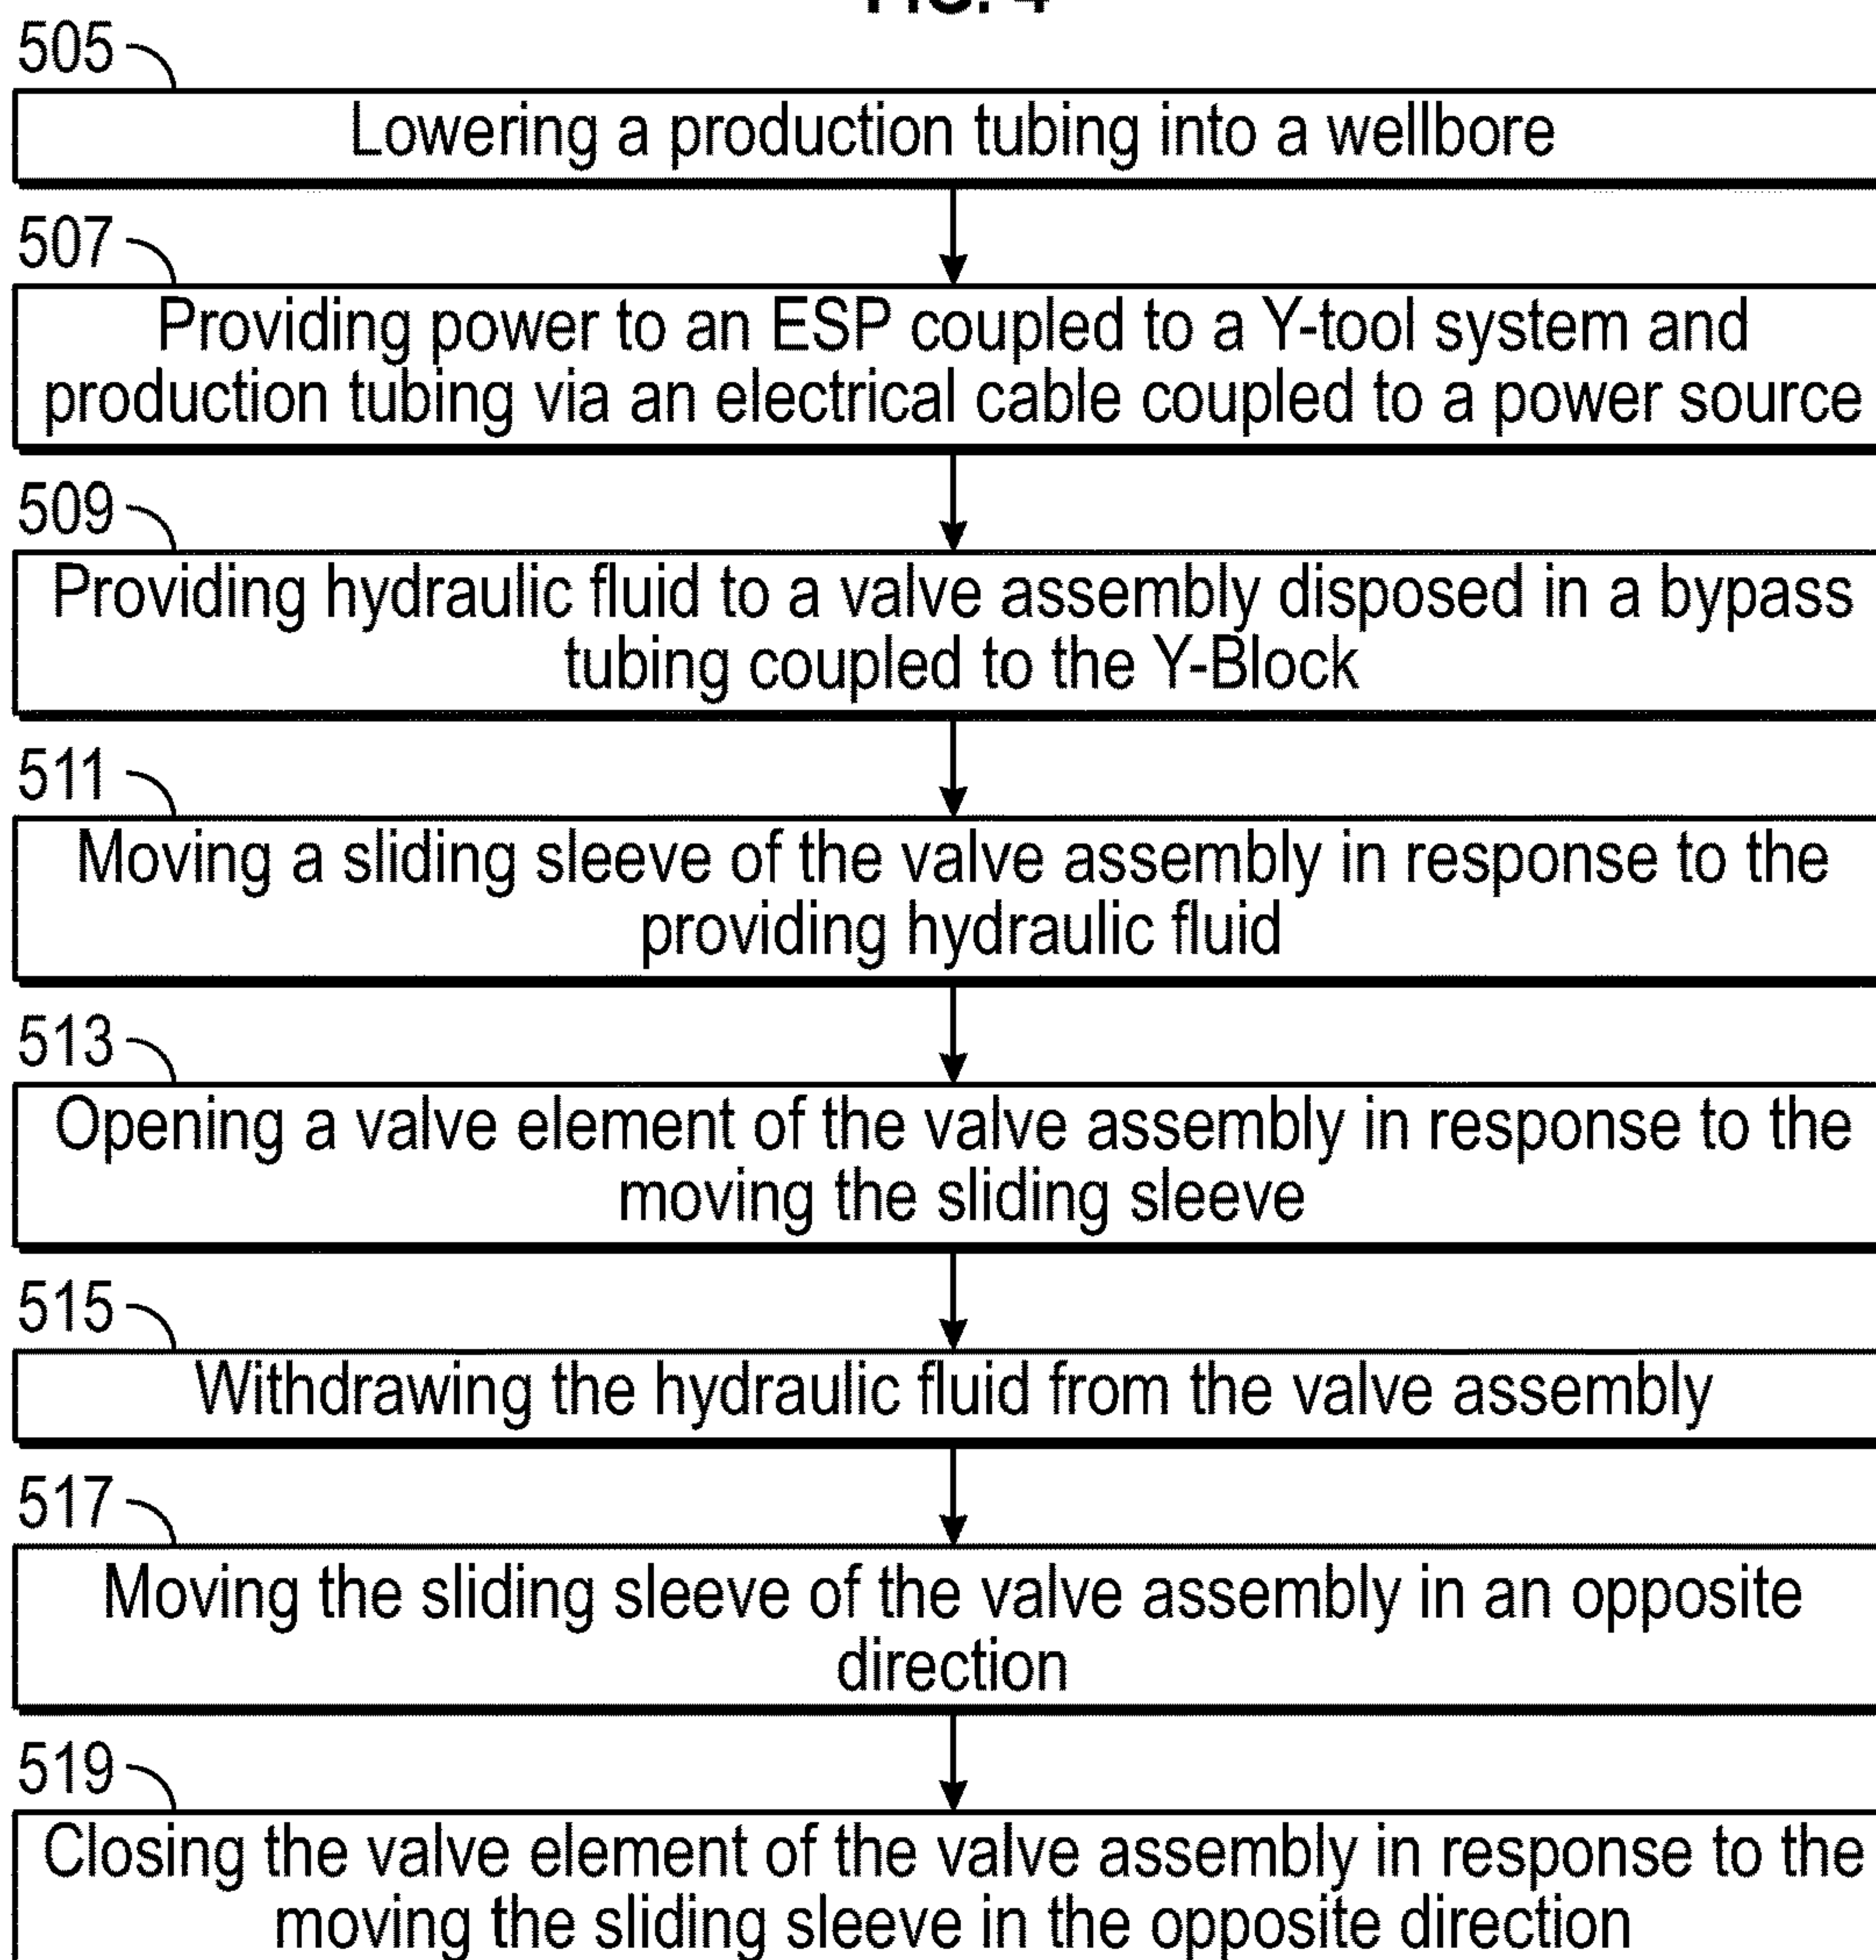 FIG. 4
505
Lowering a production tubing into a wellbore
507
Providing power to an ESP coupled to a Y-tool system and
production tubing via an electrical cable coupled to a power source
509
Providing hydraulic fluid to a valve assembly disposed in a bypass
tubing coupled to the Y-Block
511
Moving a sliding sleeve of the valve assembly in response to the
providing hydraulic fluid
513
Opening a valve element of the valve assembly in response to the
moving the sliding sleeve
515
Withdrawing the hydraulic fluid from the valve assembly
517
Moving the sliding sleeve of the valve assembly in an opposite
direction
519
Closing the valve element of the valve assembly in response to the
moving the sliding sleeve in the opposite direction